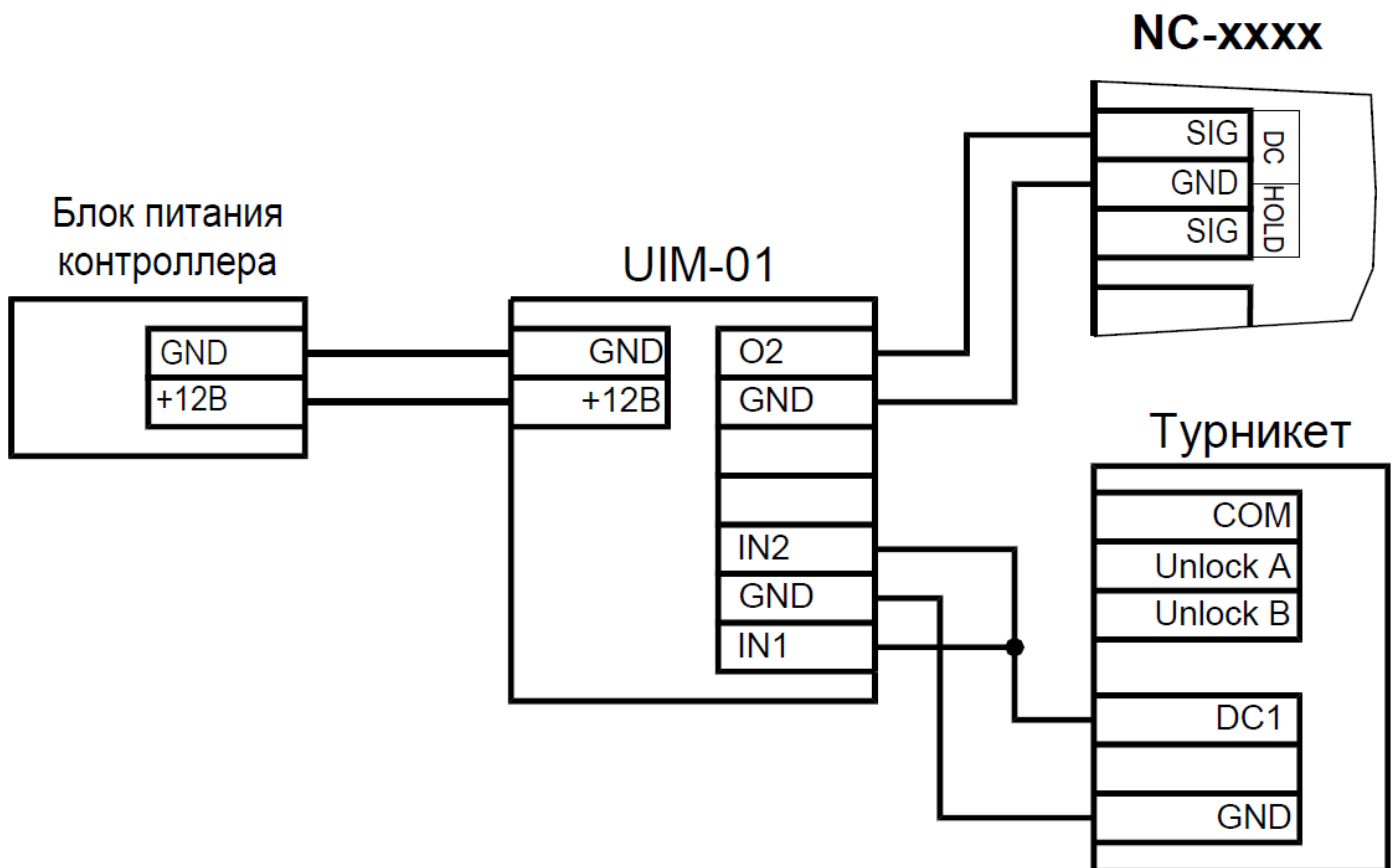 NC-xxxx
SIG
GND
SIG
DC
HOLD
Блок питания
контроллера
GND
+12В
UIM-01
GND
+12В
O2
GND
IN2
GND
IN1
Турникет
COM
Unlock A
Unlock B
DC1
GND